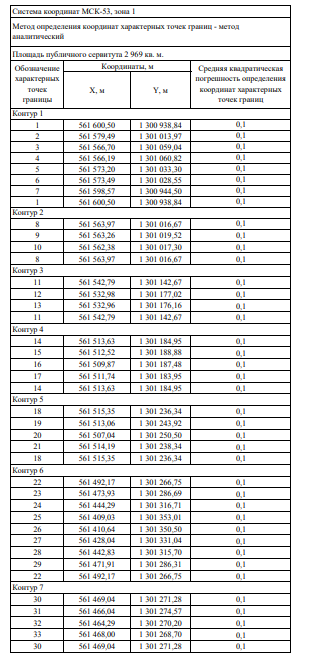 Система координат МСК-53, зона 1
Метод определения координат характерных точек границ - метод
аналитический
Площадь публичного сервитута 2 969 кв. м.
Обозначение характерных точек границы Координаты, м Средняя квадратическая погрешность определения координат характерных точек границ
X, м Y, м
Контур 1
1 561 600,50 1 300 938,84 0,1
2 561 579,49 1 301 013,97 0,1
3 561 566,70 1 301 059,04 0,1
4 561 566,19 1 301 060,82 0,1
5 561 573,20 1 301 033,30 0,1
6 561 573,49 1 301 028,55 0,1
7 561 598,57 1 300 944,50 0,1
1 561 600,50 1 300 938,84 0,1
Контур 2
8 561 563,97 1 301 016,67 0,1
9 561 563,26 1 301 019,52 0,1
10 561 562,38 1 301 017,30 0,1
8 561 563,97 1 301 016,67 0,1
Контур 3
11 561 542,79 1 301 142,67 0,1
12 561 532,98 1 301 177,02 0,1
13 561 532,96 1 301 176,16 0,1
11 561 542,79 1 301 142,67 0,1
Контур 4
14 561 513,63 1 301 184,95 0,1
15 561 512,52 1 301 188,88 0,1
16 561 509,87 1 301 187,48 0,1
17 561 511,74 1 301 183,95 0,1
14 561 513,63 1 301 184,95 0,1
Контур 5
18 561 515,35 1 301 236,34 0,1
19 561 513,06 1 301 243,92 0,1
20 561 507,04 1 301 250,50 0,1
21 561 514,19 1 301 238,34 0,1
18 561 515,35 1 301 236,34 0,1
Контур 6
22 561 492,17 1 301 266,75 0,1
23 561 473,93 1 301 286,69 0,1
24 561 444,29 1 301 316,71 0,1
25 561 409,03 1 301 353,01 0,1
26 561 410,64 1 301 350,50 0,1
27 561 428,04 1 301 331,04 0,1
28 561 442,83 1 301 315,70 0,1
29 561 471,91 1 301 286,31 0,1
22 561 492,17 1 301 266,75 0,1
Контур 7
30 561 469,04 1 301 271,28 0,1
31 561 466,04 1 301 274,57 0,1
32 561 464,29 1 301 270,20 0,1
33 561 468,00 1 301 268,70 0,1
30 561 469,04 1 301 271,28 0,1